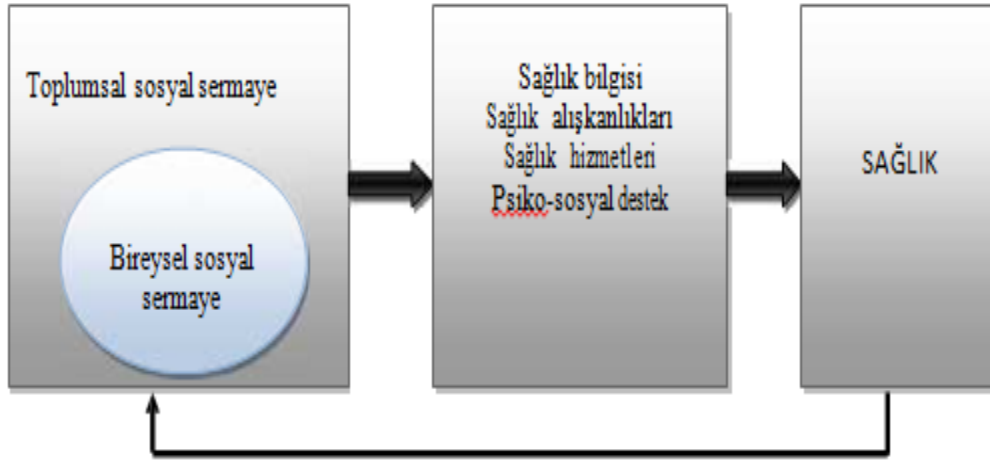 Toplumsal sosyal sermaye
Bireysel sosyal
sermaye
Sağlık bilgisi
Sağlık alışkanlıkları
Sağlık hizmetleri
Psiko-sosyal destek
SAĞLIK